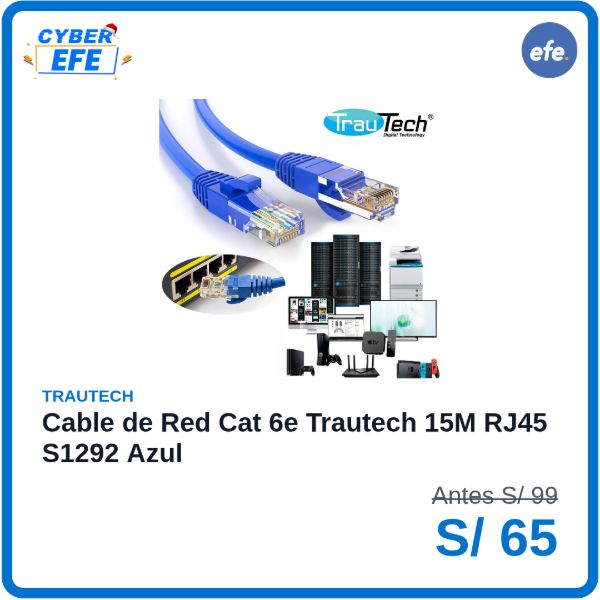 CYBER
EFE
efe.
TrauTech®
Digital Technology
TRAUTECH
Cable de Red Cat 6e Trautech 15M RJ45
S1292 Azul
Antes S/ 99
S/ 65